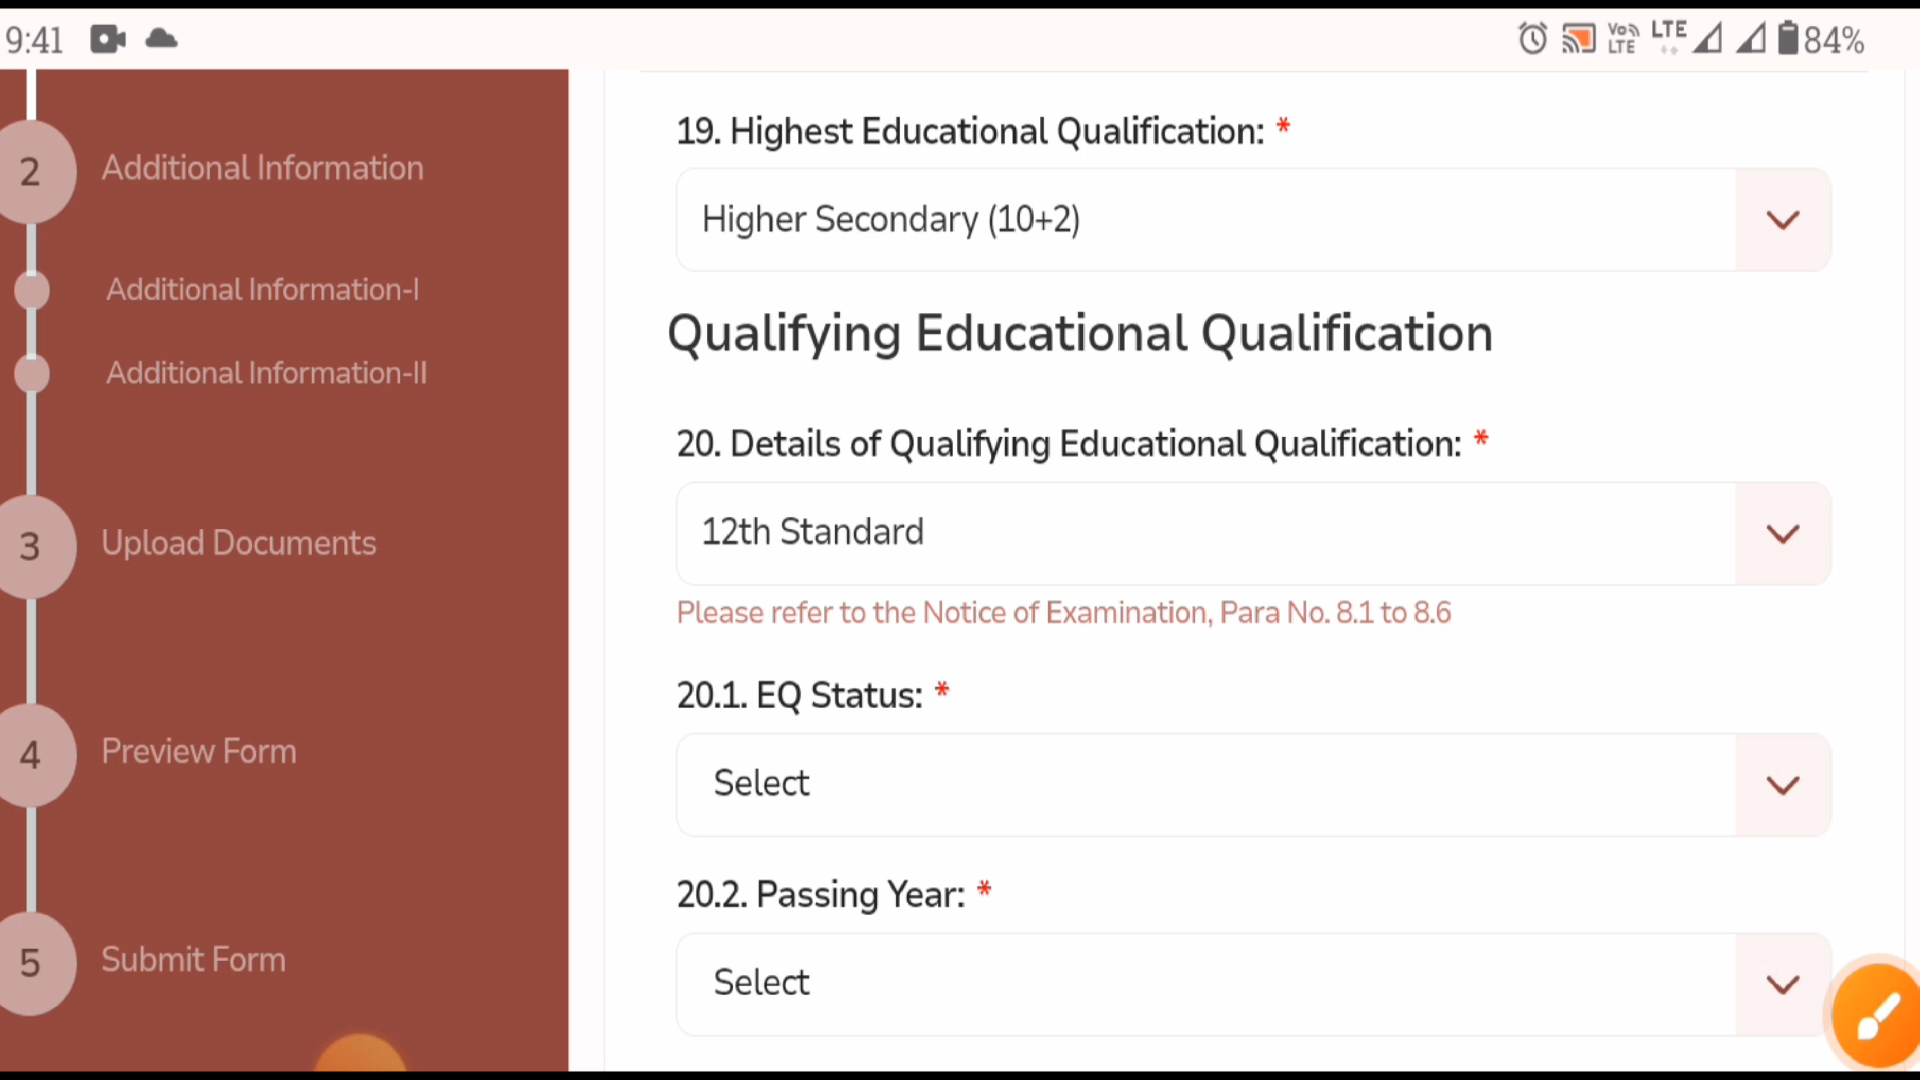 9:41
Vo
LTE
LTE
84%
2 Additional Information
Additional Information-I
Additional Information-II
3 Upload Documents
4 Preview Form
5 Submit Form
19. Highest Educational Qualification: *
Higher Secondary (10+2)
Qualifying Educational Qualification
20. Details of Qualifying Educational Qualification: *
12th Standard
Please refer to the Notice of Examination, Para No. 8.1 to 8.6
20.1. EQ Status: *
Select
20.2. Passing Year: *
Select